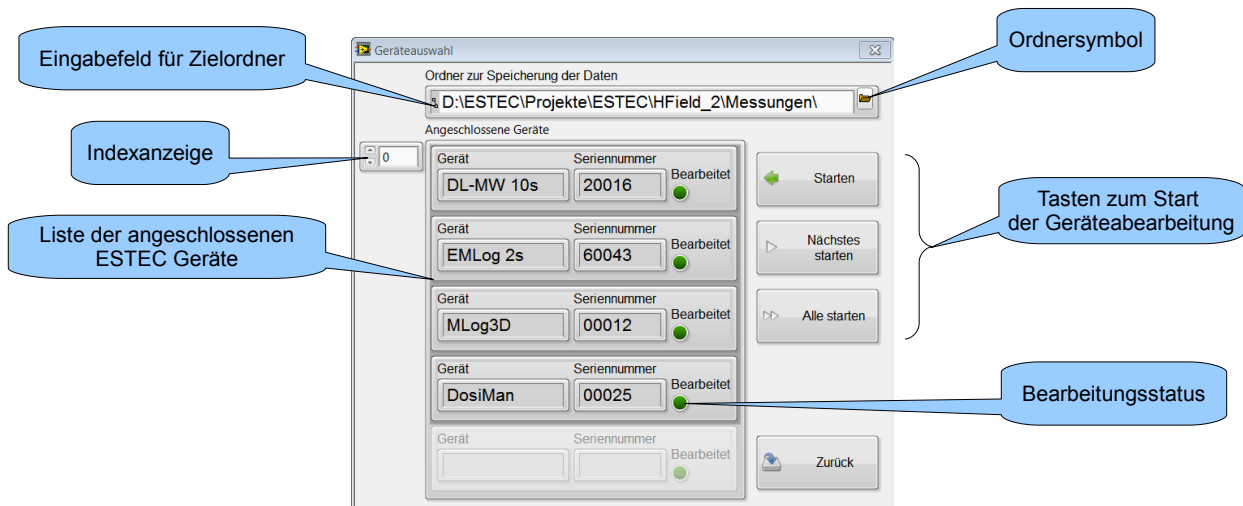 Eingabefeld für Zielordner
Ordnersymbol
Geräteauswahl
Ordner zur Speicherung der Daten
D:\ESTEC\Projekte\ESTEC\HField_2\Messungen\
Indexanzeige
0
Angeschlossene Geräte
Gerät Seriennummer
DL-MW 10s 20016 Bearbeitet
Starten
Tasten zum Start
der Geräteabearbeitung
Liste der angeschlossenen
ESTEC Geräte
Gerät Seriennummer
EMLog 2s 60043 Bearbeitet
Nächstes
starten
Gerät Seriennummer
MLog3D 00012 Bearbeitet
Alle starten
Gerät Seriennummer
DosiMan 00025 Bearbeitet
Bearbeitungsstatus
Gerät Seriennummer
Bearbeitet
Zurück